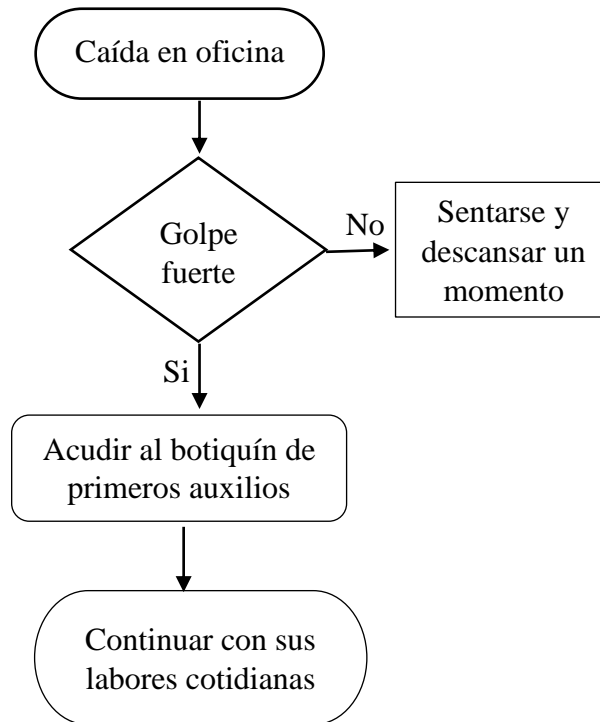 Caída en oficina
Golpe
fuerte
No
Sentarse y
descansar un
momento
Si
Acudir al botiquín de
primeros auxilios
Continuar con sus
labores cotidianas